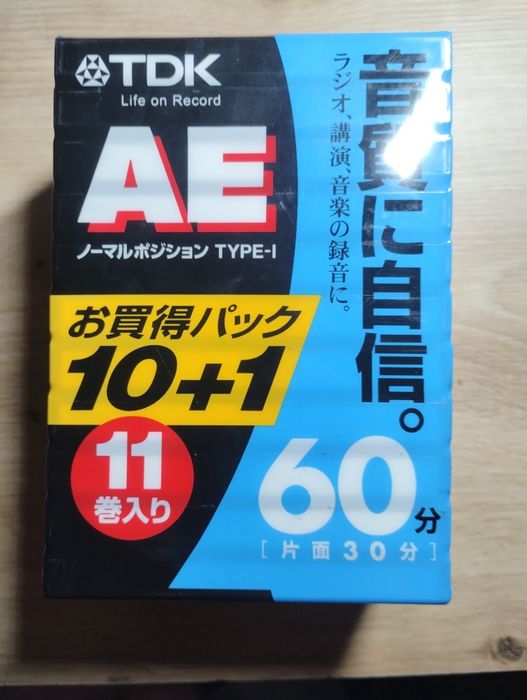 TDK
Life on Record
AE
ノーマルポジション TYPE-I
音質に自信。
ラジオ、講演、音楽の録音に。
お買得パック
10+1
11
巻入り
60分
[片面30分]